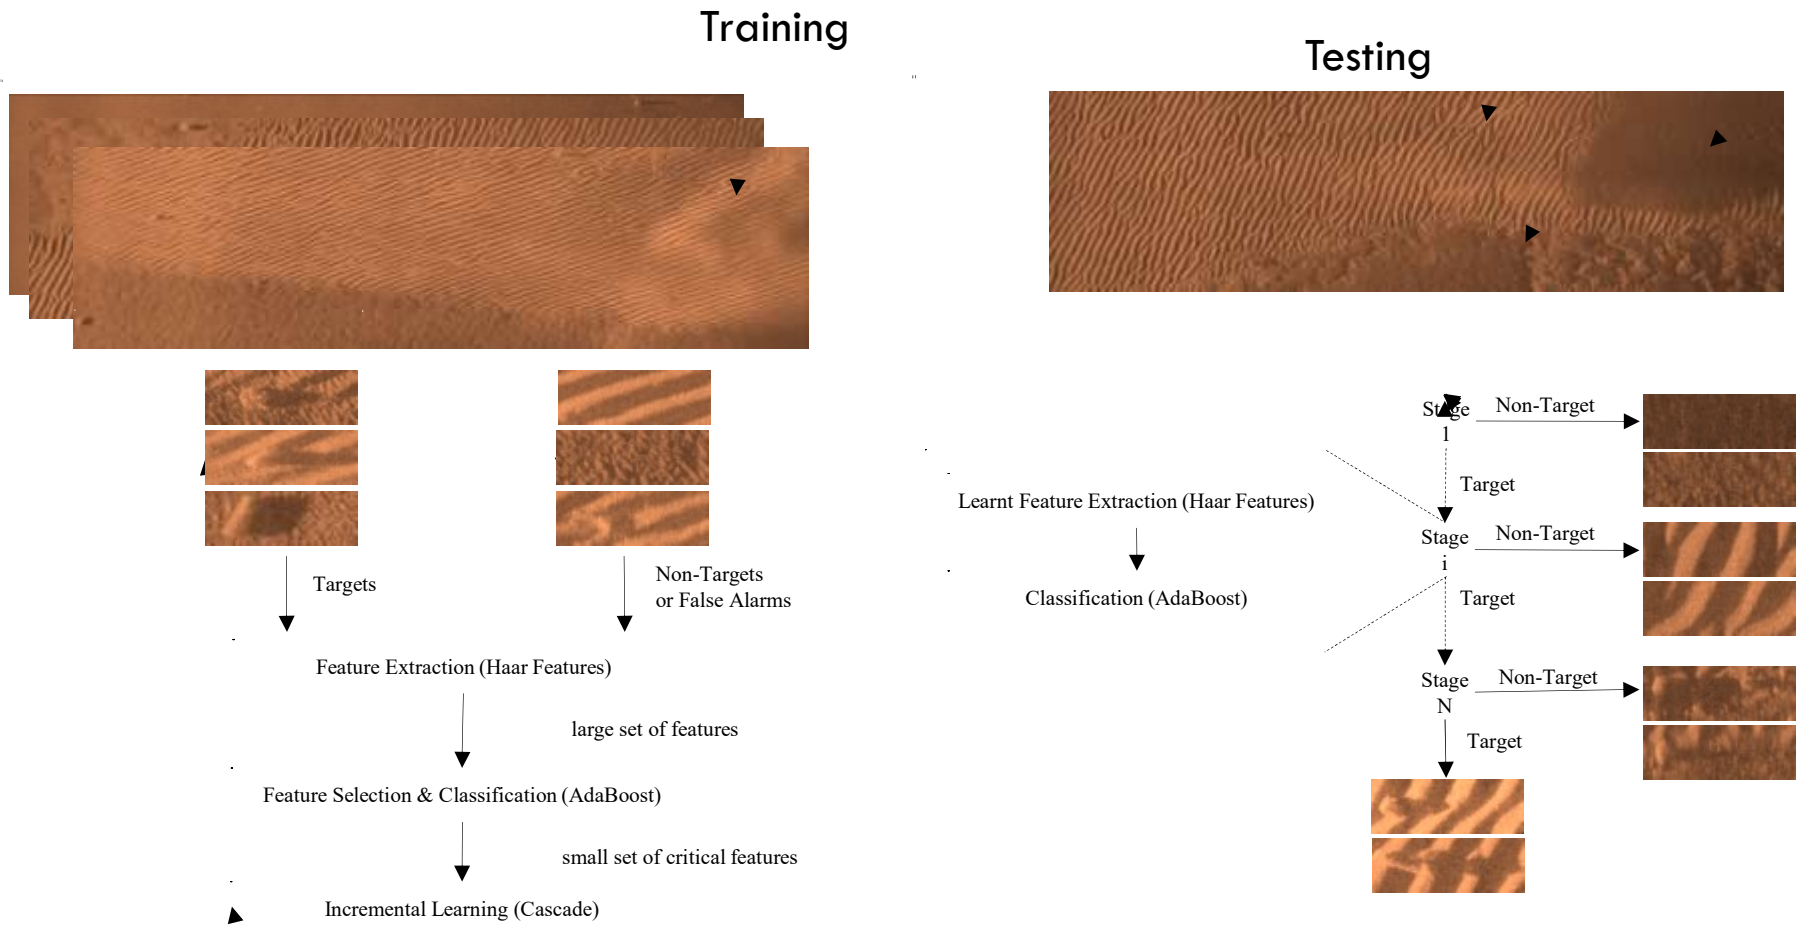 Training
Targets
Non-Targets
or False Alarms
Feature Extraction (Haar Features)
large set of features
Feature Selection & Classification (AdaBoost)
small set of critical features
Incremental Learning (Cascade)
Testing
Stage
1
Non-Target
Target
Learnt Feature Extraction (Haar Features)
Classification (AdaBoost)
Stage
i
Non-Target
Target
Stage
N
Non-Target
Target